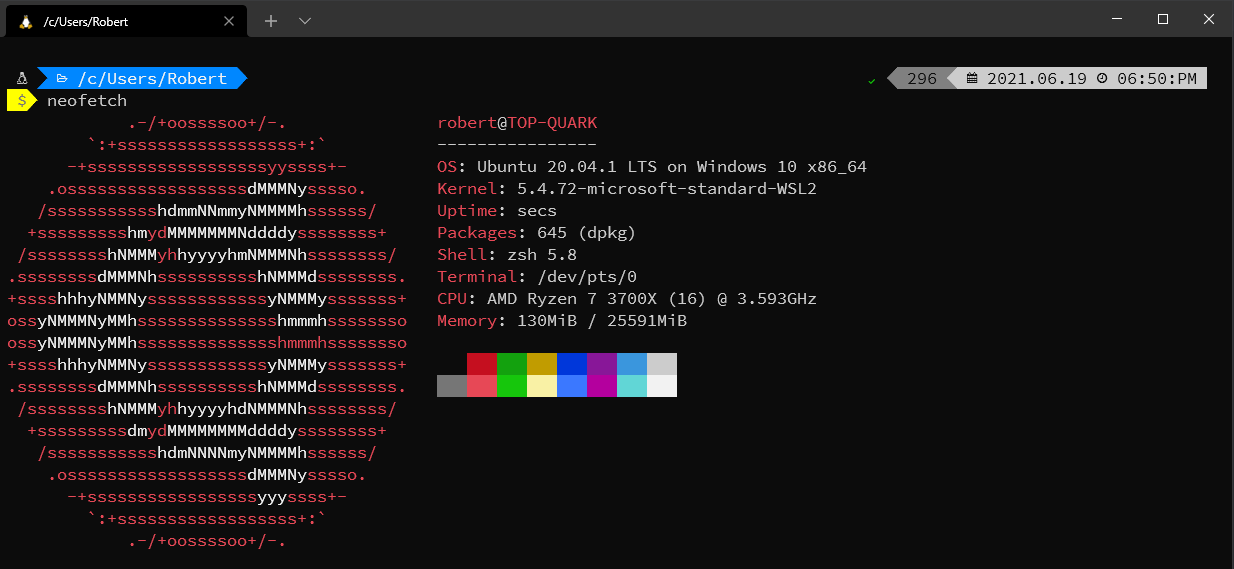 /c/Users/Robert
/c/Users/Robert 296 2021.06.19 06:50:PM
$ neofetch
.-/+oossssoo+/-. robert@TOP-QUARK
`:+ssssssssssssssssss+:` ----------------
-+ssssssssssssssssssyyssss+- OS: Ubuntu 20.04.1 LTS on Windows 10 x86_64
.ossssssssssssssssssdMMMNysssso. Kernel: 5.4.72-microsoft-standard-WSL2
/ssssssssssshdmmNNmmyNMMMMhssssss/ Uptime: secs
+ssssssssshmydMMMMMMMNddddyssssssss+ Packages: 645 (dpkg)
/sssssssshNMMMyhhyyyyhmNMMMNhssssssss/ Shell: zsh 5.8
.ssssssssdMMMNhsssssssssshNMMMdssssssss. Terminal: /dev/pts/0
+sssshhhyNMMNyssssssssssssyNMMMysssssss+ CPU: AMD Ryzen 7 3700X (16) @ 3.593GHz
ossyNMMMNyMMhsssssssssssssshmmmhssssssso Memory: 130MiB / 25591MiB
ossyNMMMNyMMhsssssssssssssshmmmhssssssso
+sssshhhyNMMNyssssssssssssyNMMMysssssss+
.ssssssssdMMMNhsssssssssshNMMMdssssssss.
/sssssssshNMMMyhhyyyyhdNMMMNhssssssss/
+sssssssssdmydMMMMMMMMddddyssssssss+
/ssssssssssshdmNNNNmyNMMMMhssssss/
.ossssssssssssssssssdMMMNysssso.
-+sssssssssssssssssyyyssss+-
`:+ssssssssssssssssss+:`
.-/+oossssoo+/-.